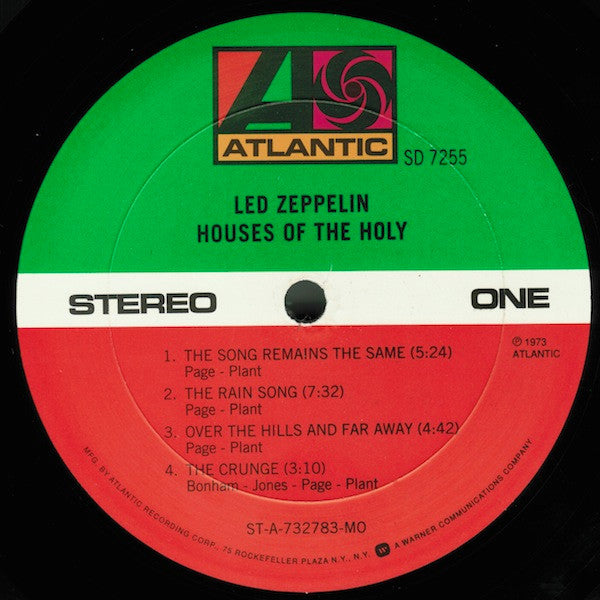 ATLANTIC
SD 7255
LED ZEPPELIN
HOUSES OF THE HOLY
STEREO ONE
℗ 1973
ATLANTIC
1. THE SONG REMAINS THE SAME (5:24)
Page - Plant
2. THE RAIN SONG (7:32)
Page - Plant
3. OVER THE HILLS AND FAR AWAY (4:42)
Page - Plant
4. THE CRUNGE (3:10)
Bonham - Jones - Page - Plant
ST-A-732783-MO
MFG. BY ATLANTIC RECORDING CORP., 75 ROCKEFELLER PLAZA N.Y., N.Y. A WARNER COMMUNICATIONS COMPANY